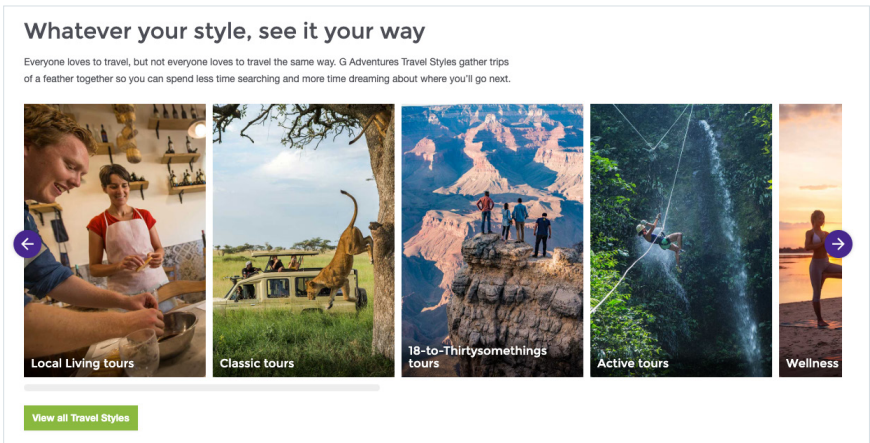 Whatever your style, see it your way
Everyone loves to travel, but not everyone loves to travel the same way. G Adventures Travel Styles gather trips
of a feather together so you can spend less time searching and more time dreaming about where you'll go next.
Local Living tours
Classic tours
18-to-Thirtysomethings
tours
Active tours
Wellness
View all Travel Styles